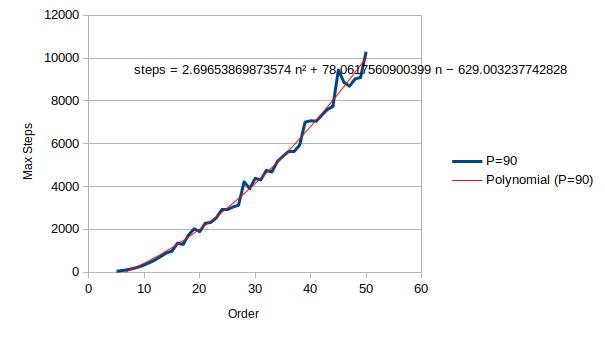 12000
10000
steps = 2.69653869873574 n² + 78.0617560900399 n − 629.003237742828
8000
6000
4000
2000
0
0 10 20 30 40 50 60
Max Steps
Order
P=90
Polynomial (P=90)